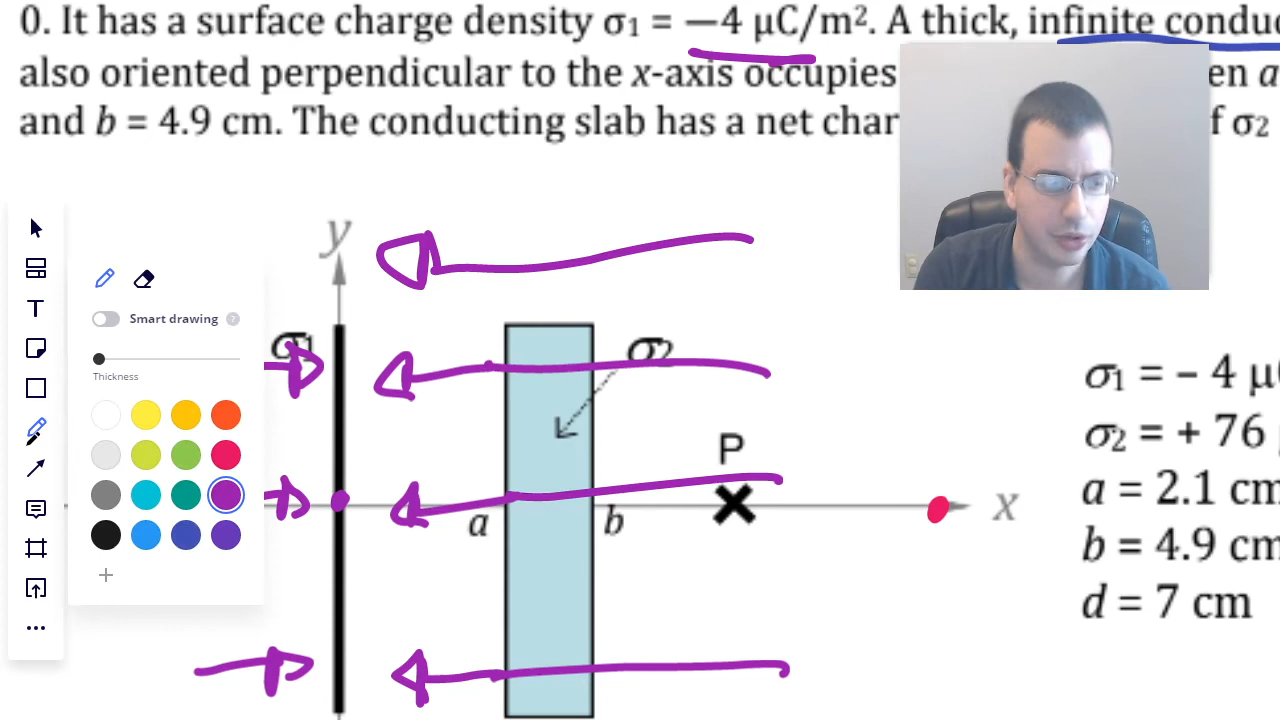 0. It has a surface charge density σ₁ = −4 μC/m². A thick, infinite condu
also oriented perpendicular to the x-axis occupies en a
and b = 4.9 cm. The conducting slab has a net char f σ₂
y
Smart drawing ?
T
σ₁
σ₂
Thickness
σ₁ = – 4 μ
P
σ₂ = + 76
a = 2.1 cm
a
b
x
b = 4.9 cm
d = 7 cm